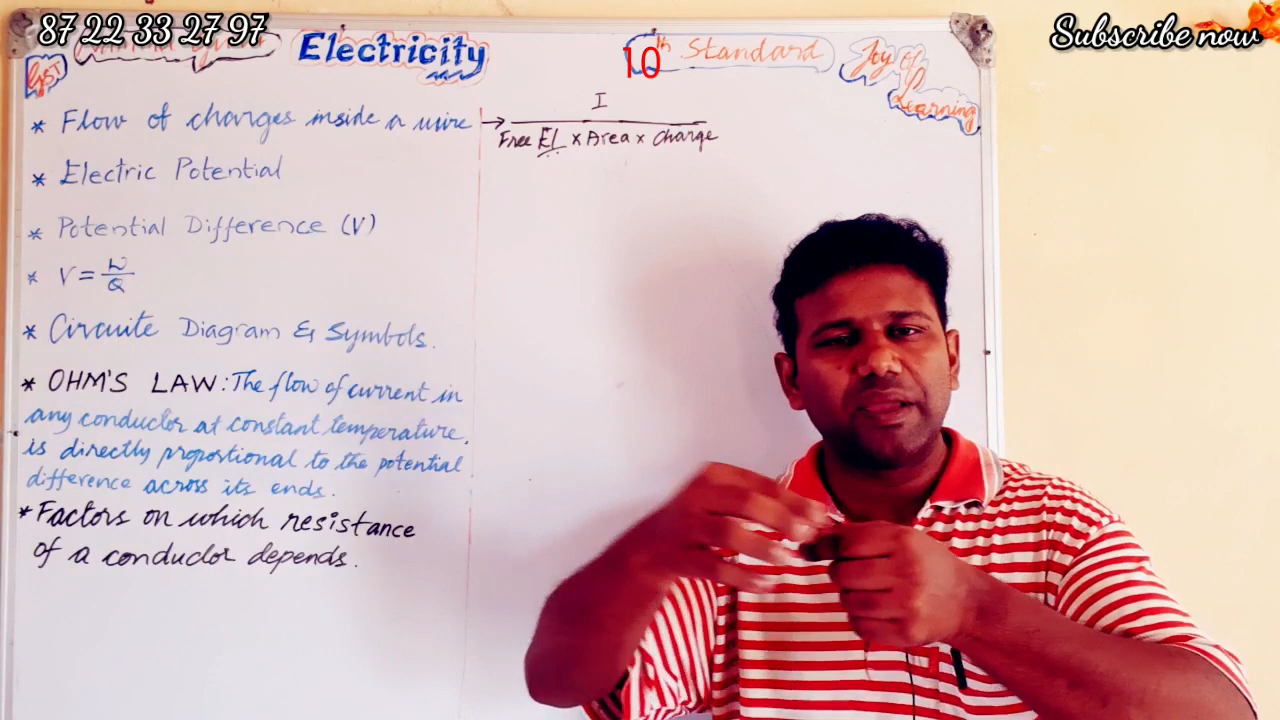 87 22 33 27 97
Subscribe now
Electricity
10th Standard
Joy Of
Learning
* Flow of charges inside a wire →
I
Free El x Area x charge
* Electric Potential
* Potential Difference (V)
* V = W/Q
* Circuite Diagram & Symbols.
* OHM'S LAW: The flow of current in
any conductor at constant temperature,
is directly proportional to the potential
difference across its ends.
* Factors on which resistance
of a conductor depends.